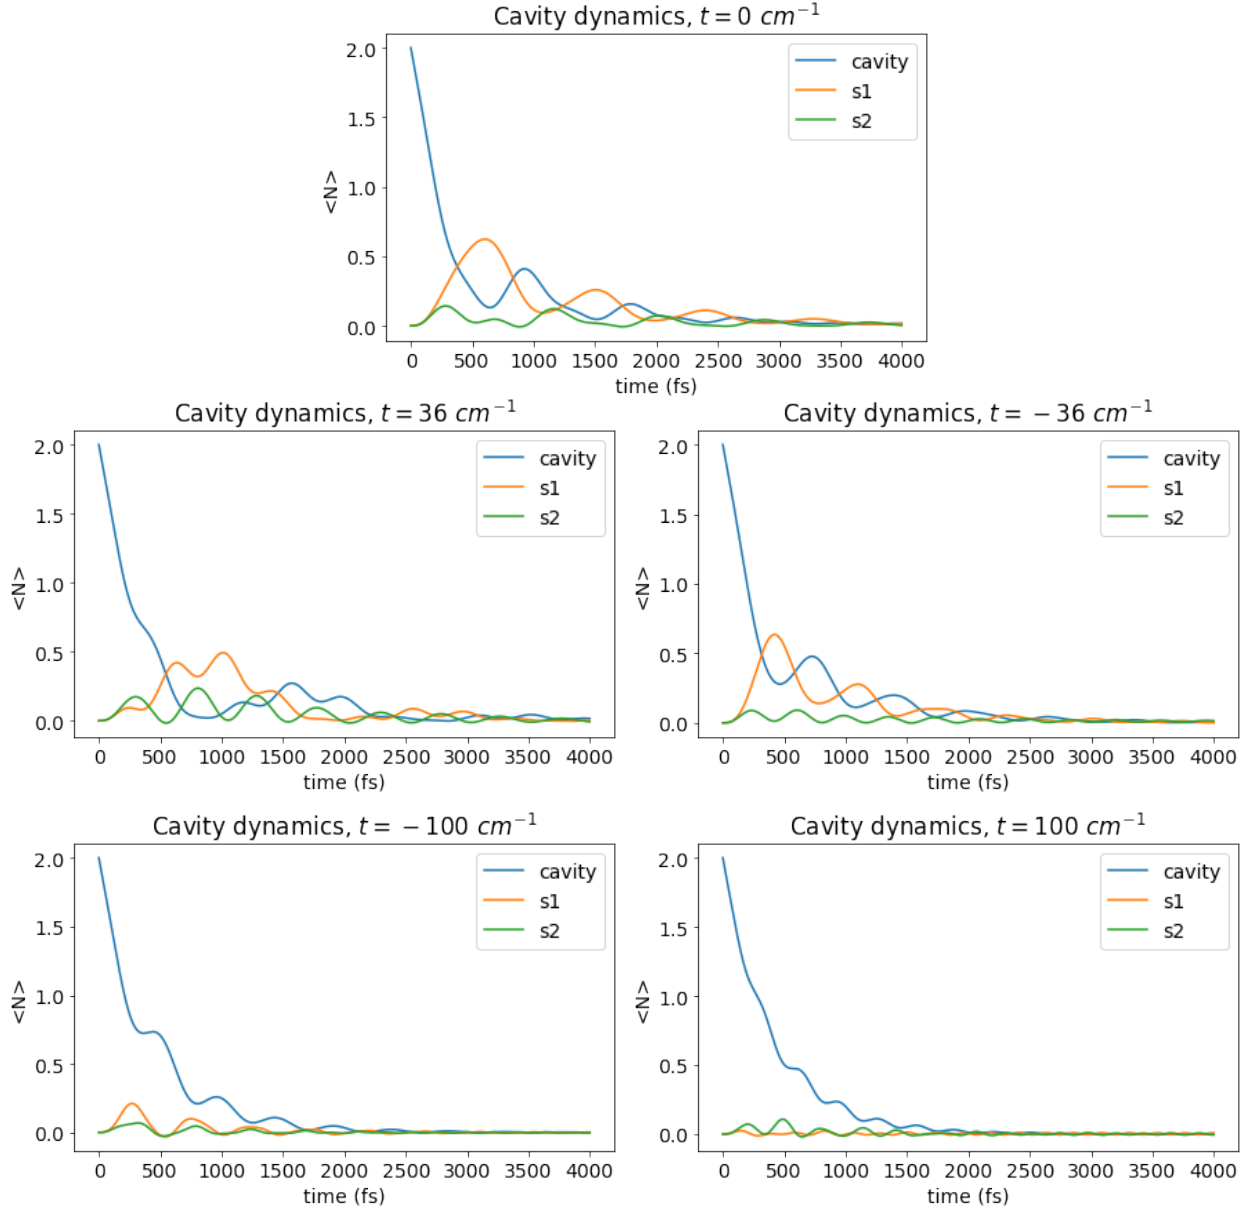 Cavity dynamics, t = 0 cm⁻¹
2.0
1.5
1.0
0.5
0.0
<N>
cavity
s1
s2
0 500 1000 1500 2000 2500 3000 3500 4000
time (fs)
Cavity dynamics, t = 36 cm⁻¹
2.0
1.5
1.0
0.5
0.0
<N>
cavity
s1
s2
0 500 1000 1500 2000 2500 3000 3500 4000
time (fs)
Cavity dynamics, t = − 36 cm⁻¹
2.0
1.5
1.0
0.5
0.0
<N>
cavity
s1
s2
0 500 1000 1500 2000 2500 3000 3500 4000
time (fs)
Cavity dynamics, t = − 100 cm⁻¹
2.0
1.5
1.0
0.5
0.0
<N>
cavity
s1
s2
0 500 1000 1500 2000 2500 3000 3500 4000
time (fs)
Cavity dynamics, t = 100 cm⁻¹
2.0
1.5
1.0
0.5
0.0
<N>
cavity
s1
s2
0 500 1000 1500 2000 2500 3000 3500 4000
time (fs)